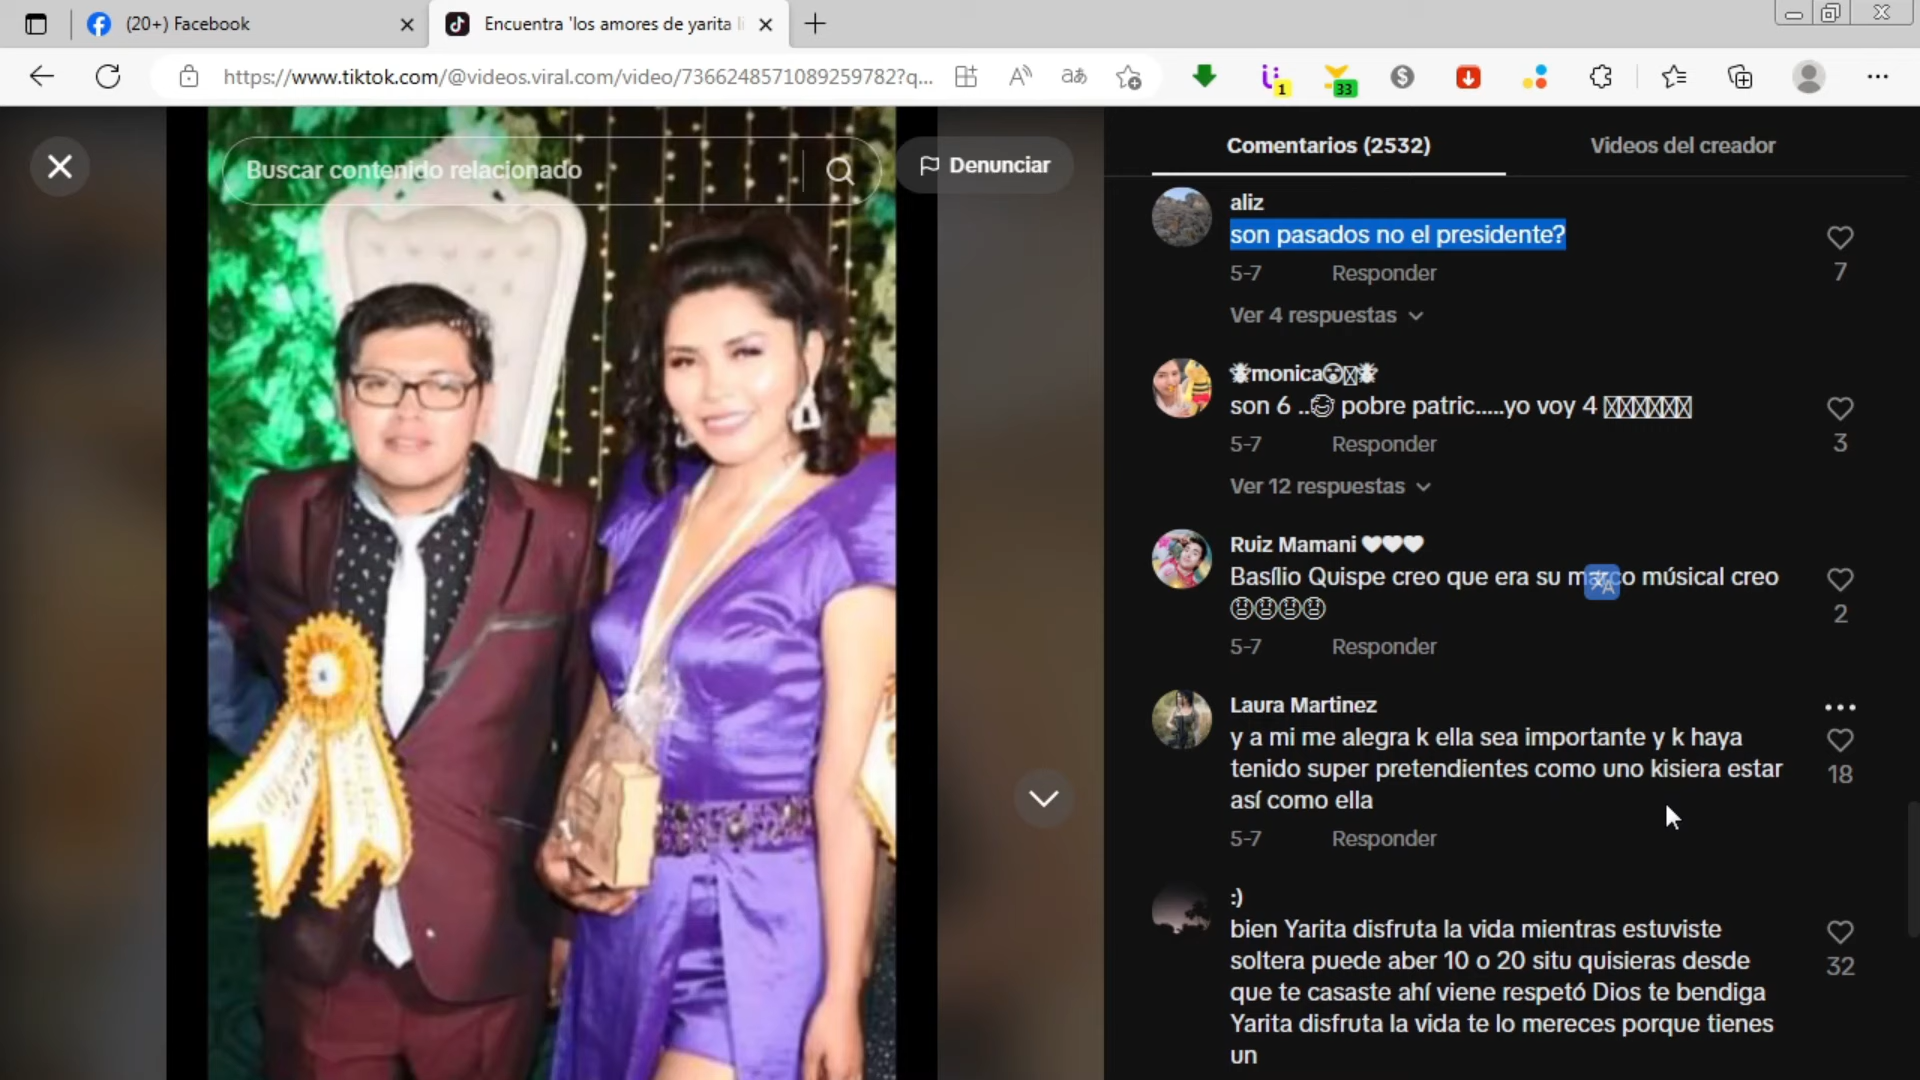 (20+) Facebook
Encuentra 'los amores de yarita li
https://www.tiktok.com/@videos.viral.com/video/7366248571089259782?q...
1
33
Buscar contenido relacionado
Denunciar
Comentarios (2532)
Videos del creador
aliz
son pasados no el presidente?
5-7 Responder
7
Ver 4 respuestas
monica
son 6 .. pobre patric.....yo voy 4
5-7 Responder
3
Ver 12 respuestas
Ruiz Mamani
Basílio Quispe creo que era su marco músical creo
5-7 Responder
2
Laura Martinez
y a mi me alegra k ella sea importante y k haya
tenido super pretendientes como uno kisiera estar
así como ella
18
5-7 Responder
:)
bien Yarita disfruta la vida mientras estuviste
soltera puede aber 10 o 20 situ quisieras desde
32
que te casaste ahí viene respetó Dios te bendiga
Yarita disfruta la vida te lo mereces porque tienes
un